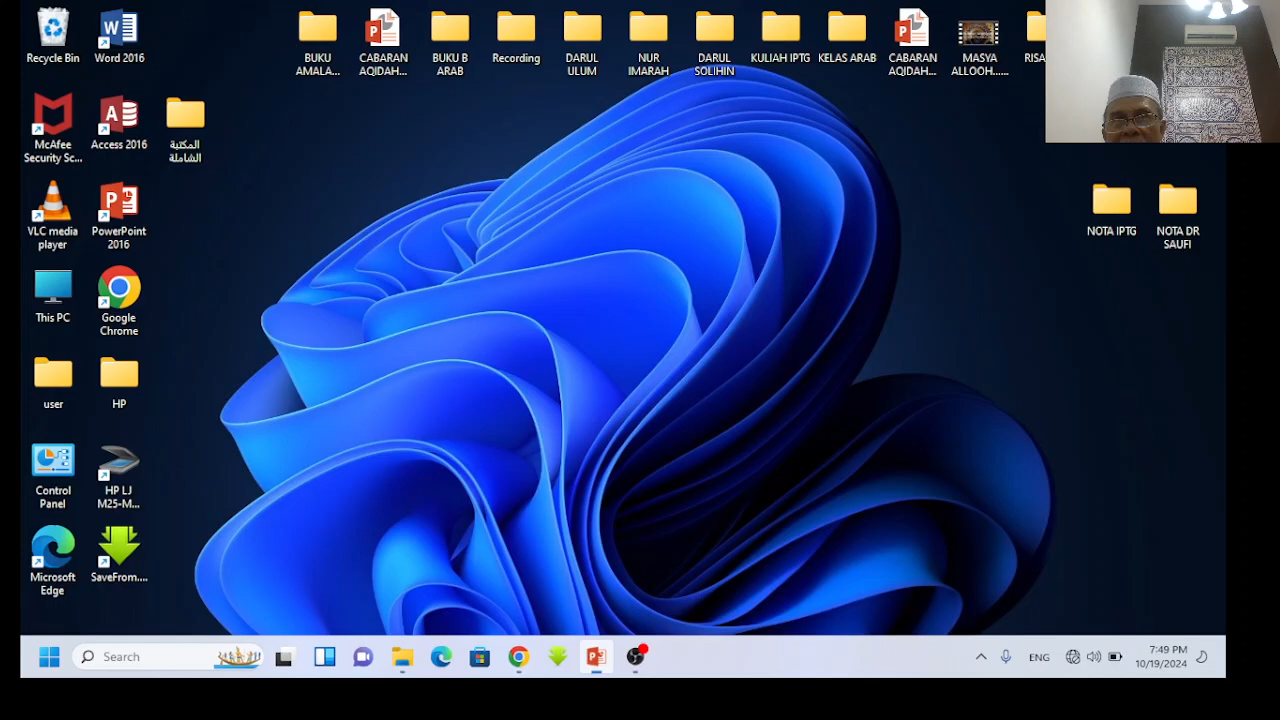 Recycle Bin
Word 2016
BUKU AMALA...
CABARAN AQIDAH...
BUKU B ARAB
Recording
DARUL ULUM
NUR IMARAH
DARUL SOLIHIN
KULIAH IPTG
KELAS ARAB
CABARAN AQIDAH...
MASYA ALLOOH......
RISA
McAfee Security Sc...
Access 2016
المكتبة الشاملة
VLC media player
PowerPoint 2016
NOTA IPTG
NOTA DR SAUFI
This PC
Google Chrome
user
HP
Control Panel
HP LJ M25-M...
Microsoft Edge
SaveFrom....
Search
ENG
7:49 PM
10/19/2024